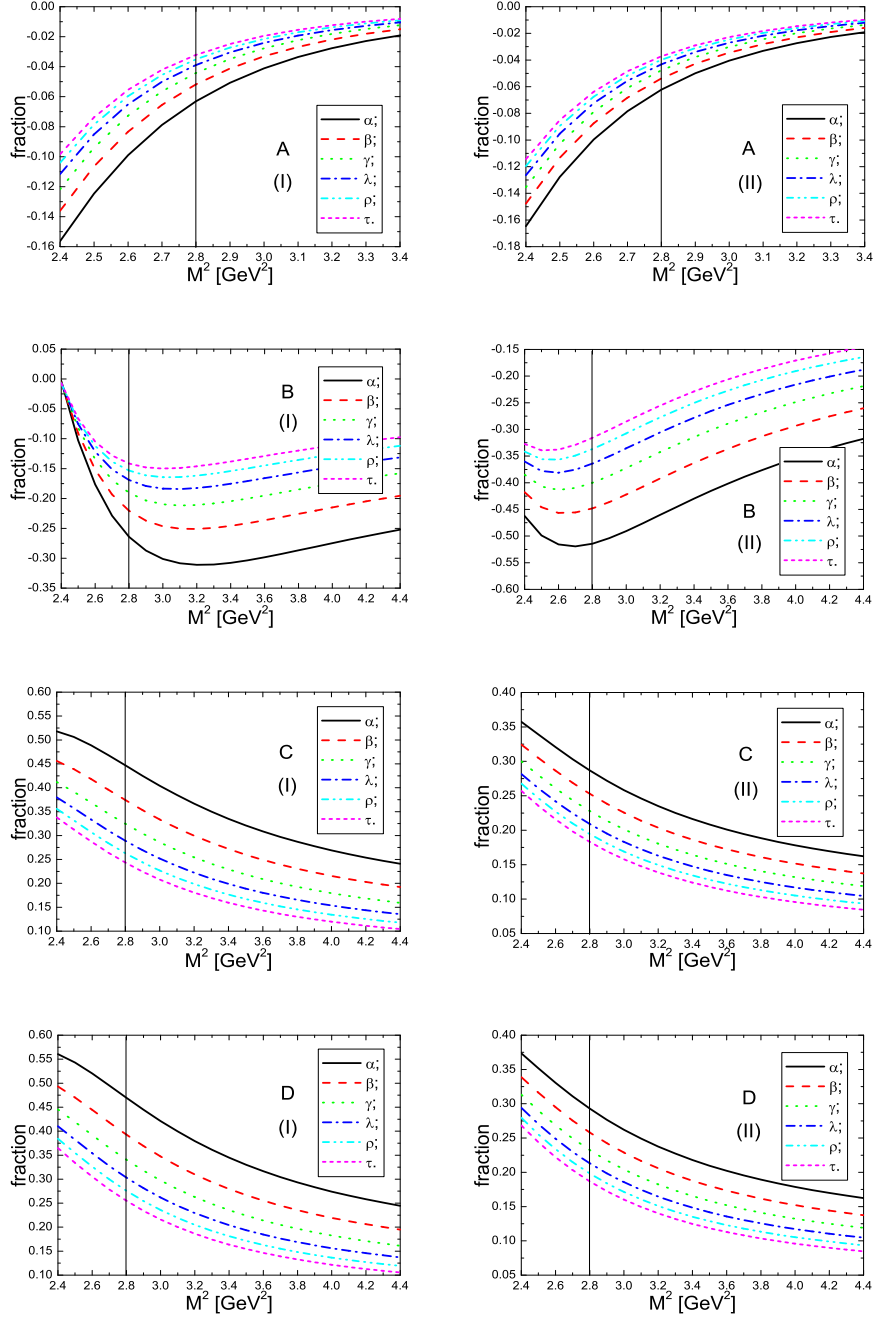 0.00
-0.02
-0.04
-0.06
-0.08
-0.10
-0.12
-0.14
-0.16
fraction
A
(I)
α;
β;
γ;
λ;
ρ;
τ.
2.4 2.5 2.6 2.7 2.8 2.9 3.0 3.1 3.2 3.3 3.4
M² [GeV²]
0.00
-0.02
-0.04
-0.06
-0.08
-0.10
-0.12
-0.14
-0.16
-0.18
fraction
A
(II)
α;
β;
γ;
λ;
ρ;
τ.
2.4 2.5 2.6 2.7 2.8 2.9 3.0 3.1 3.2 3.3 3.4
M² [GeV²]
0.05
0.00
-0.05
-0.10
-0.15
-0.20
-0.25
-0.30
-0.35
fraction
B
(I)
α;
β;
γ;
λ;
ρ;
τ.
2.4 2.6 2.8 3.0 3.2 3.4 3.6 3.8 4.0 4.2 4.4
M² [GeV²]
-0.15
-0.20
-0.25
-0.30
-0.35
-0.40
-0.45
-0.50
-0.55
-0.60
fraction
B
(II)
α;
β;
γ;
λ;
ρ;
τ.
2.4 2.6 2.8 3.0 3.2 3.4 3.6 3.8 4.0 4.2 4.4
M² [GeV²]
0.60
0.55
0.50
0.45
0.40
0.35
0.30
0.25
0.20
0.15
0.10
fraction
C
(I)
α;
β;
γ;
λ;
ρ;
τ.
2.4 2.6 2.8 3.0 3.2 3.4 3.6 3.8 4.0 4.2 4.4
M² [GeV²]
0.40
0.35
0.30
0.25
0.20
0.15
0.10
0.05
fraction
C
(II)
α;
β;
γ;
λ;
ρ;
τ.
2.4 2.6 2.8 3.0 3.2 3.4 3.6 3.8 4.0 4.2 4.4
M² [GeV²]
0.60
0.55
0.50
0.45
0.40
0.35
0.30
0.25
0.20
0.15
0.10
fraction
D
(I)
α;
β;
γ;
λ;
ρ;
τ.
2.4 2.6 2.8 3.0 3.2 3.4 3.6 3.8 4.0 4.2 4.4
M² [GeV²]
0.40
0.35
0.30
0.25
0.20
0.15
0.10
0.05
fraction
D
(II)
α;
β;
γ;
λ;
ρ;
τ.
2.4 2.6 2.8 3.0 3.2 3.4 3.6 3.8 4.0 4.2 4.4
M² [GeV²]